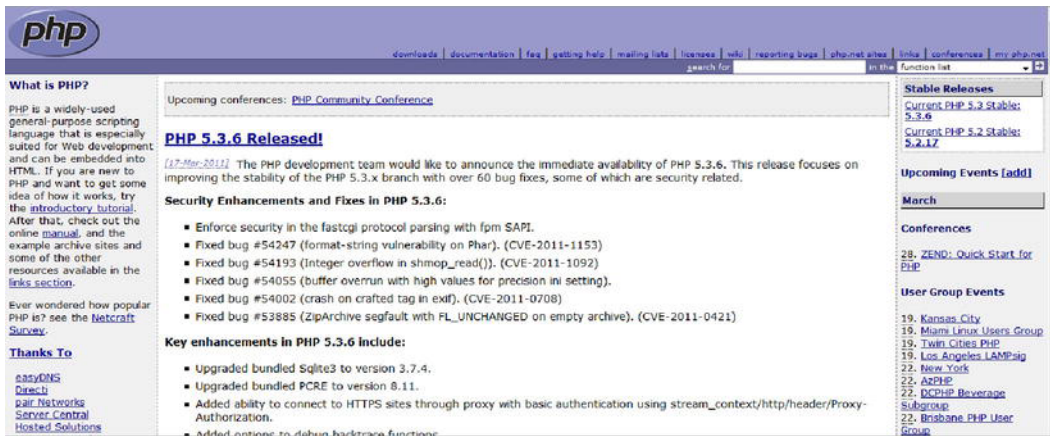 php
downloads | documentation | faq | getting help | mailing lists | licenses | wiki | reporting bugs | php.net sites | links | conferences | my php.net
search for in the function list
What is PHP?
PHP is a widely-used
general-purpose scripting
language that is especially
suited for Web development
and can be embedded into
HTML. If you are new to
PHP and want to get some
idea of how it works, try
the introductory tutorial.
After that, check out the
online manual, and the
example archive sites and
some of the other
resources available in the
links section.
Ever wondered how popular
PHP is? see the Netcraft
Survey.
Thanks To
easyDNS
Directi
pair Networks
Server Central
Hosted Solutions
Upcoming conferences: PHP Community Conference
PHP 5.3.6 Released!
[17-Mar-2011] The PHP development team would like to announce the immediate availability of PHP 5.3.6. This release focuses on
improving the stability of the PHP 5.3.x branch with over 60 bug fixes, some of which are security related.
Security Enhancements and Fixes in PHP 5.3.6:
▪ Enforce security in the fastcgi protocol parsing with fpm SAPI.
▪ Fixed bug #54247 (format-string vulnerability on Phar). (CVE-2011-1153)
▪ Fixed bug #54193 (Integer overflow in shmop_read()). (CVE-2011-1092)
▪ Fixed bug #54055 (buffer overrun with high values for precision ini setting).
▪ Fixed bug #54002 (crash on crafted tag in exif). (CVE-2011-0708)
▪ Fixed bug #53885 (ZipArchive segfault with FL_UNCHANGED on empty archive). (CVE-2011-0421)
Key enhancements in PHP 5.3.6 include:
▪ Upgraded bundled Sqlite3 to version 3.7.4.
▪ Upgraded bundled PCRE to version 8.11.
▪ Added ability to connect to HTTPS sites through proxy with basic authentication using stream_context/http/header/Proxy-
Authorization.
▪ Added options to debug backtrace functions.
Stable Releases
Current PHP 5.3 Stable:
5.3.6
Current PHP 5.2 Stable:
5.2.17
Upcoming Events [add]
March
Conferences
28. ZEND: Quick Start for
PHP
User Group Events
19. Kansas City
19. Miami Linux Users Group
19. Twin Cities PHP
19. Los Angeles LAMPsig
22. New York
22. AzPHP
22. DCPHP Beverage
Subgroup
22. Brisbane PHP User
Group